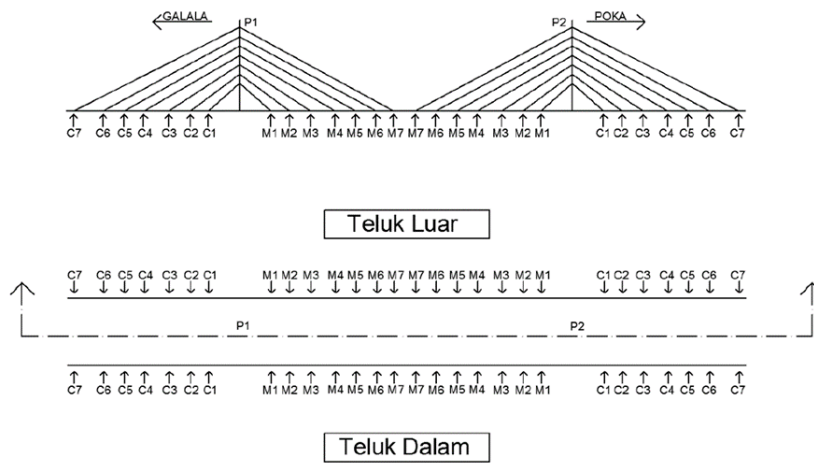 GALALA P1 P2 POKA
C7 C6 C5 C4 C3 C2 C1 M1 M2 M3 M4 M5 M6 M7 M7 M6 M5 M4 M3 M2 M1 C1 C2 C3 C4 C5 C6 C7
Teluk Luar
C7 C6 C5 C4 C3 C2 C1 M1 M2 M3 M4 M5 M6 M7 M7 M6 M5 M4 M3 M2 M1 C1 C2 C3 C4 C5 C6 C7
P1 P2
C7 C6 C5 C4 C3 C2 C1 M1 M2 M3 M4 M5 M6 M7 M7 M6 M5 M4 M3 M2 M1 C1 C2 C3 C4 C5 C6 C7
Teluk Dalam